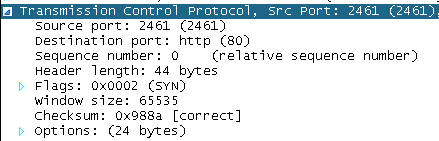 Transmission Control Protocol, Src Port: 2461 (2461)
Source port: 2461 (2461)
Destination port: http (80)
Sequence number: 0 (relative sequence number)
Header length: 44 bytes
Flags: 0x0002 (SYN)
Window size: 65535
Checksum: 0x988a [correct]
Options: (24 bytes)